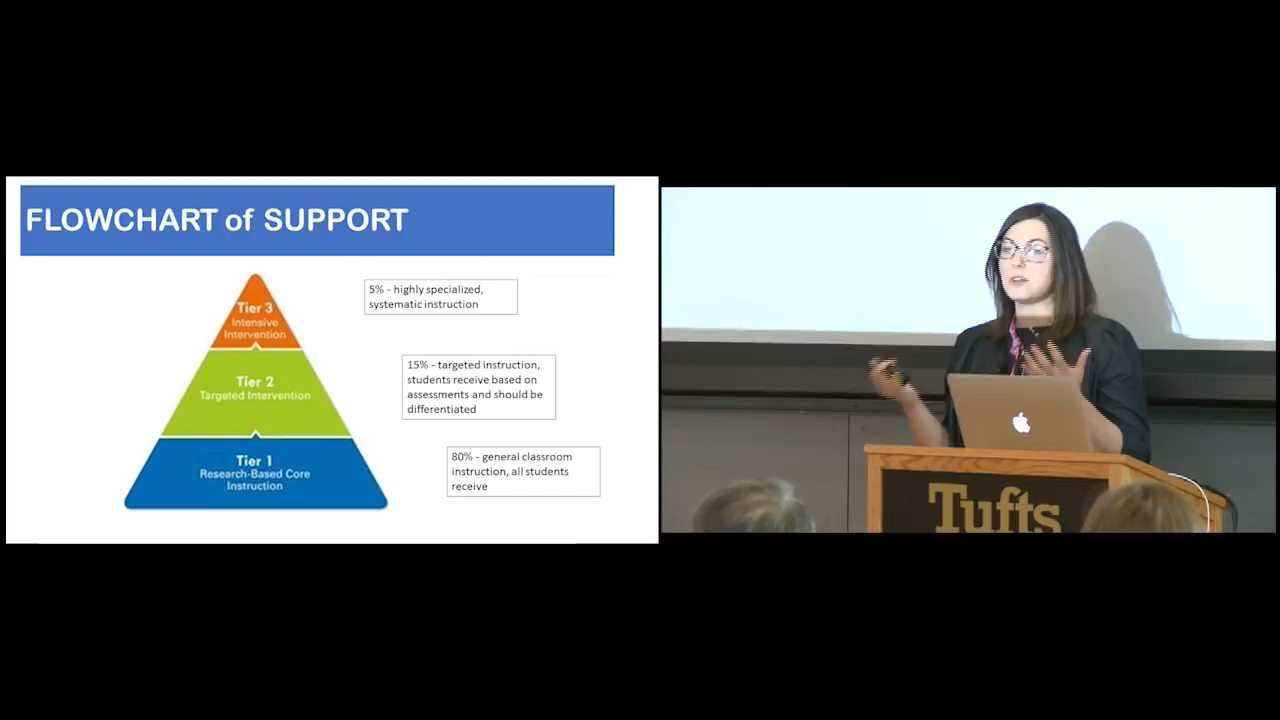 FLOWCHART of SUPPORT
Tier 3
Intensive
Intervention
5% - highly specialized,
systematic instruction
Tier 2
Targeted Intervention
15% - targeted instruction,
students receive based on
assessments and should be
differentiated
Tier 1
Research-Based Core
Instruction
80% - general classroom
instruction, all students
receive
Tufts